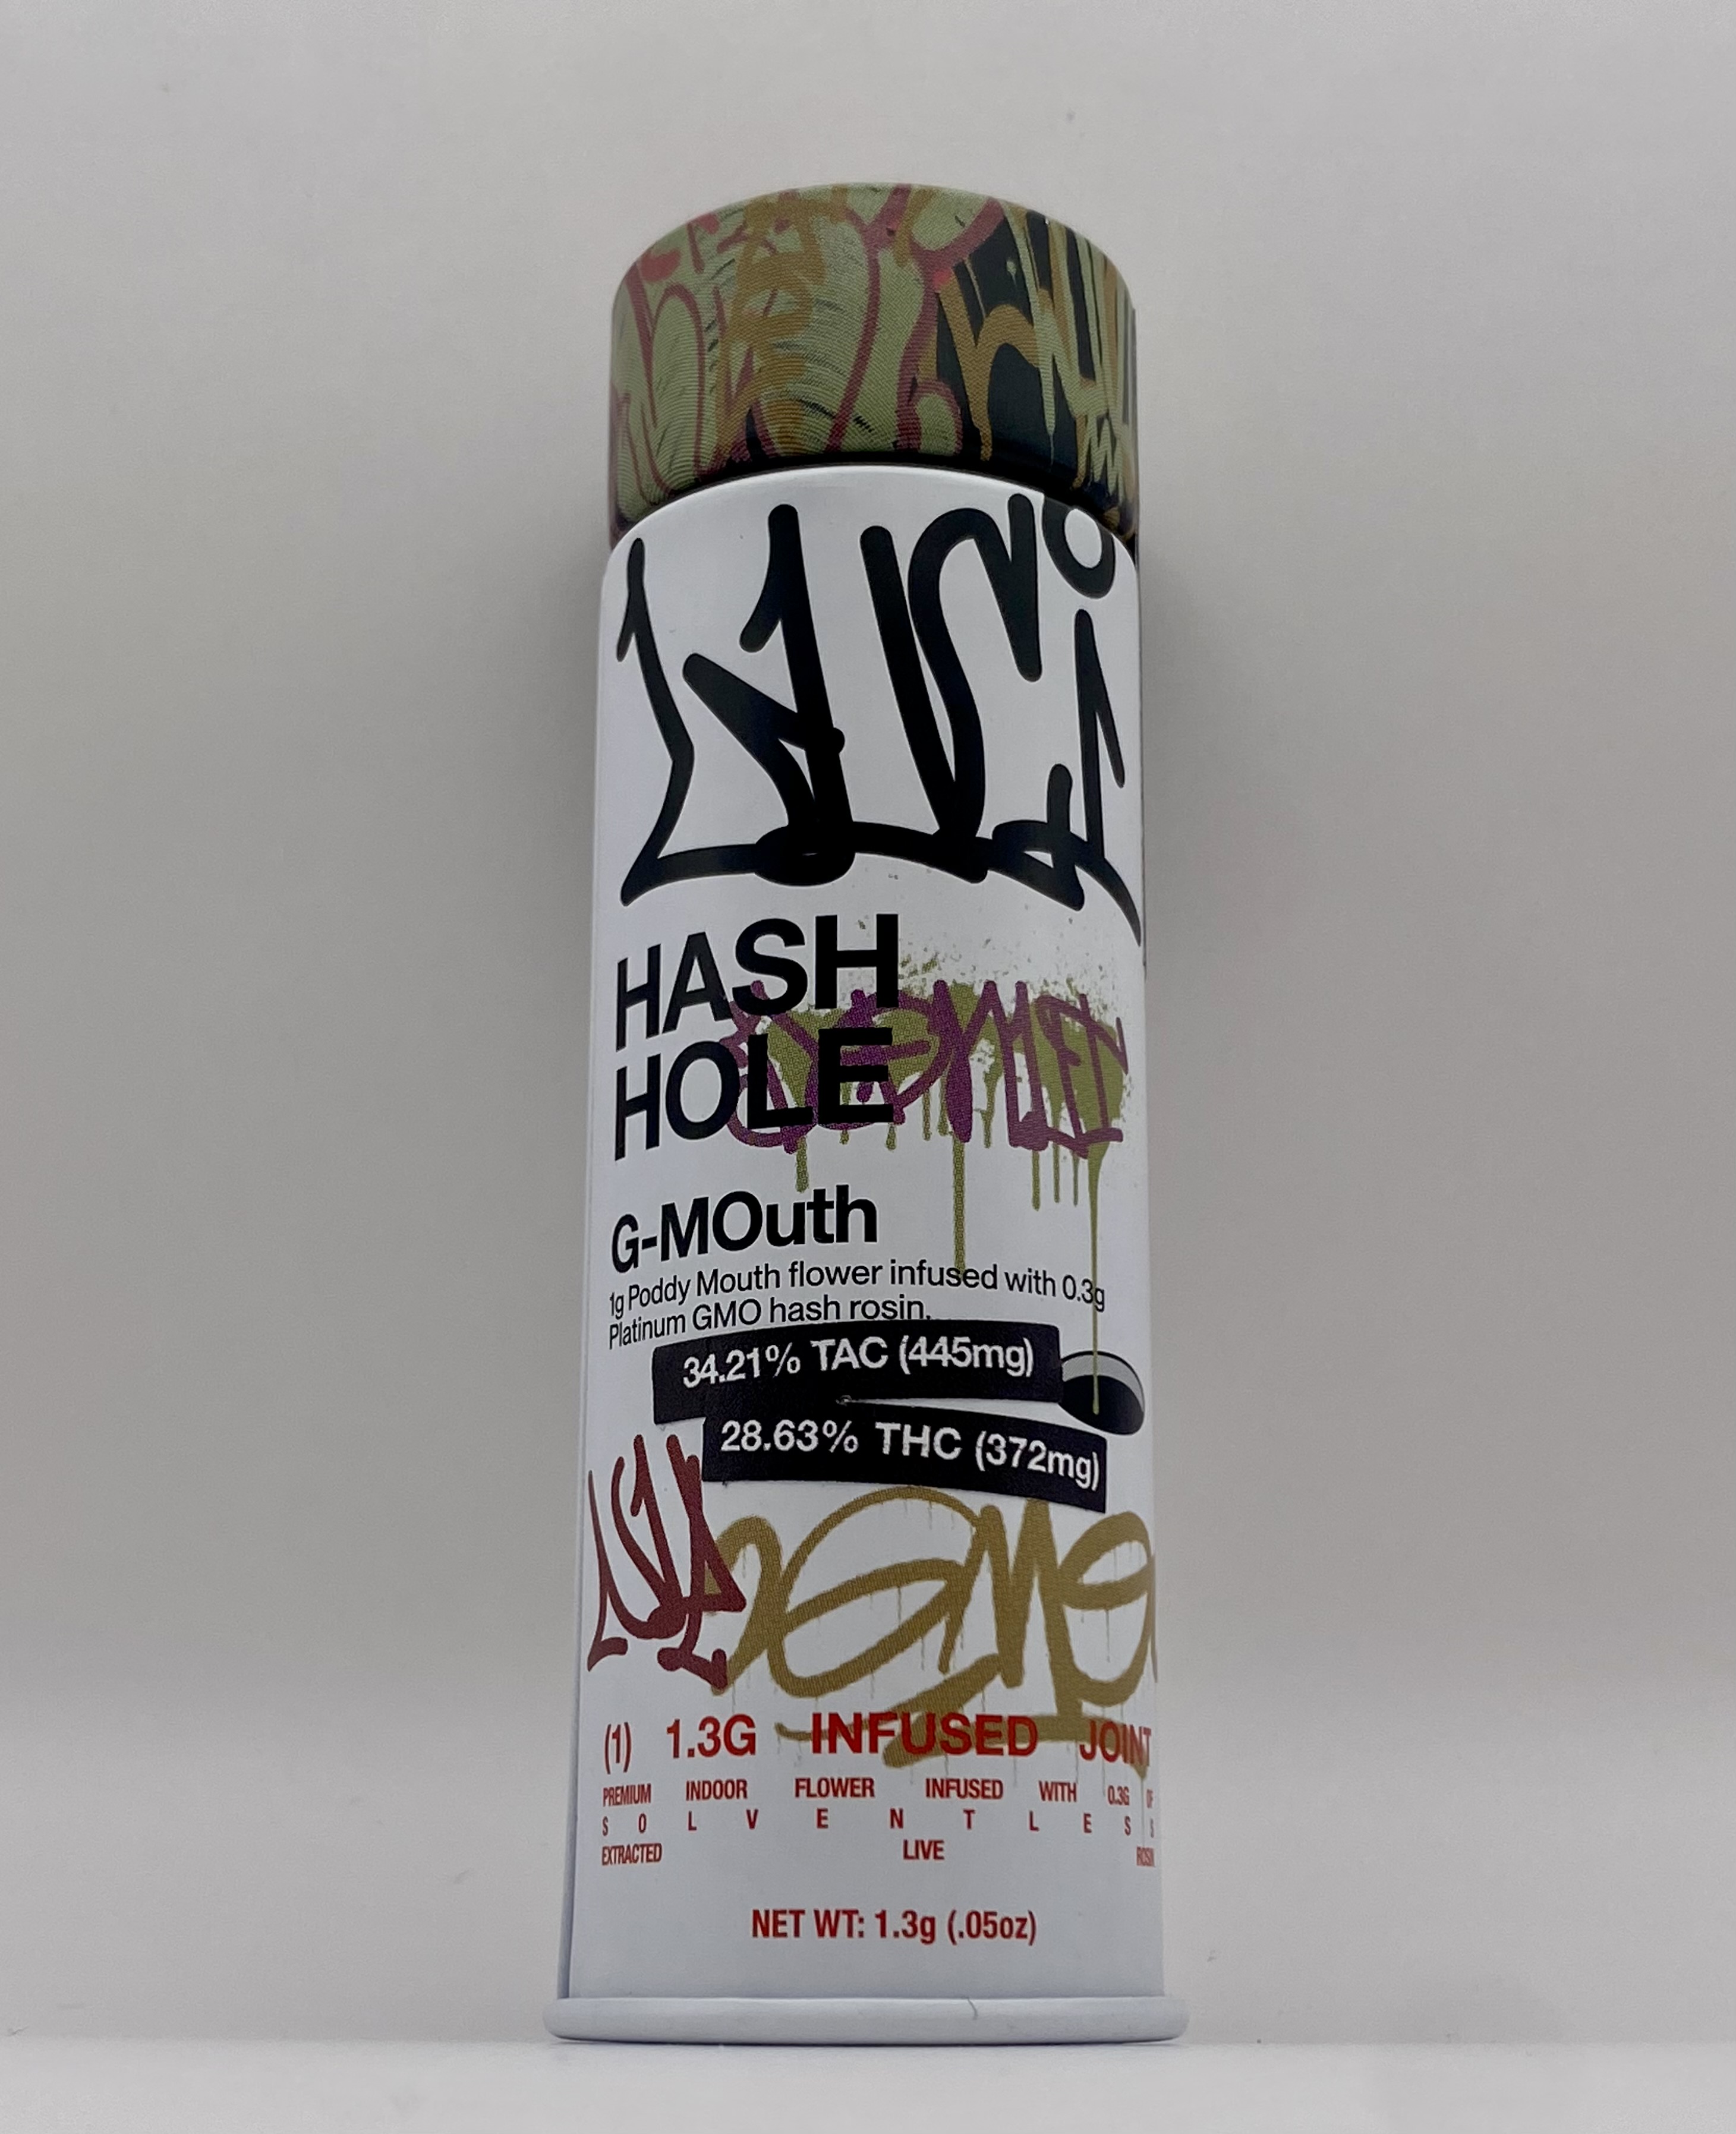 HASH
HOLE
G-MOuth
1g Poddy Mouth flower infused with 0.3g
Platinum GMO hash rosin.
34.21% TAC (445mg)
28.63% THC (372mg)
(1) 1.3G INFUSED JOINT
PREMIUM INDOOR FLOWER INFUSED WITH 0.3G OF
S O L V E N T L E S S
EXTRACTED LIVE ROSIN
NET WT: 1.3g (.05oz)